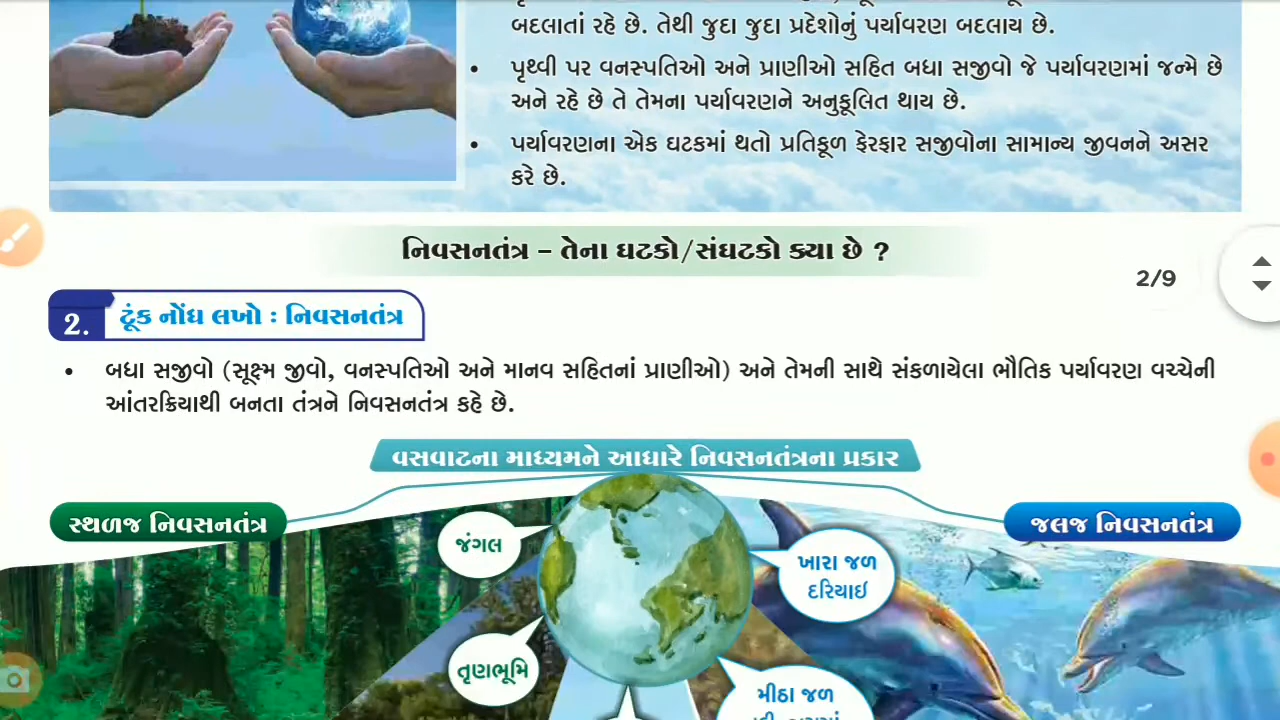 બદલાતાં રહે છે. તેથી જુદા જુદા પ્રદેશોનું પર્યાવરણ બદલાય છે.
• પૃથ્વી પર વનસ્પતિઓ અને પ્રાણીઓ સહિત બધા સજીવો જે પર્યાવરણમાં જન્મે છે
અને રહે છે તે તેમના પર્યાવરણને અનુકૂલિત થાય છે.
• પર્યાવરણના એક ઘટકમાં થતો પ્રતિકૂળ ફેરફાર સજીવોના સામાન્ય જીવનને અસર
કરે છે.
નિવસનતંત્ર – તેના ઘટકો/સંઘટકો ક્યા છે ?
2/9
2. ટૂંક નોંધ લખો : નિવસનતંત્ર
• બધા સજીવો (સૂક્ષ્મ જીવો, વનસ્પતિઓ અને માનવ સહિતનાં પ્રાણીઓ) અને તેમની સાથે સંકળાયેલા ભૌતિક પર્યાવરણ વચ્ચેની
આંતરક્રિયાથી બનતા તંત્રને નિવસનતંત્ર કહે છે.
વસવાટના માધ્યમને આધારે નિવસનતંત્રના પ્રકાર
સ્થળજ નિવસનતંત્ર
જલજ નિવસનતંત્ર
જંગલ
ખારા જળ
દરિયાઈ
તૃણભૂમિ
મીઠા જળ